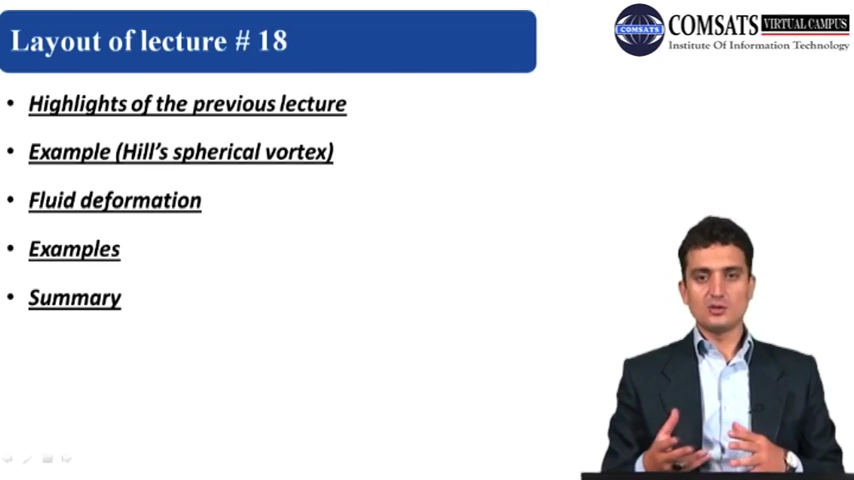 Layout of lecture # 18
COMSATS VIRTUAL CAMPUS
Institute Of Information Technology
COMSATS
• Highlights of the previous lecture
• Example (Hill's spherical vortex)
• Fluid deformation
• Examples
• Summary